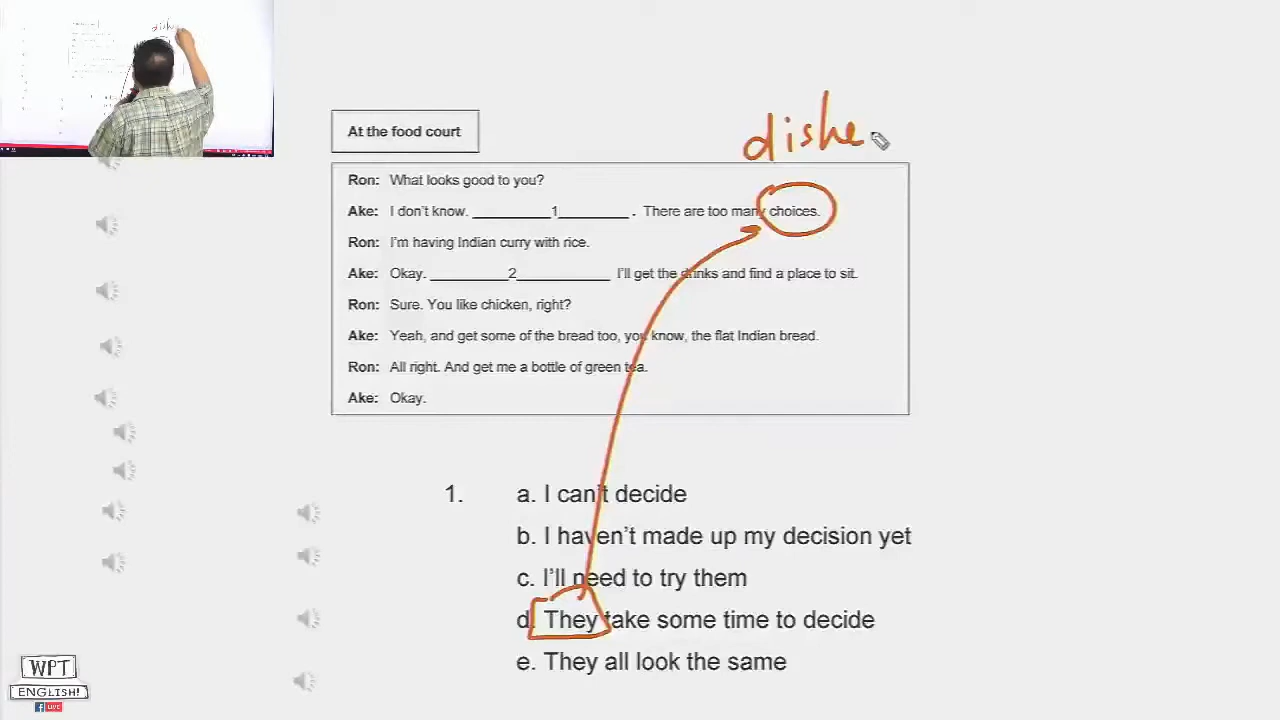 dishe
At the food court
Ron: What looks good to you?
Ake: I don't know. __________1_________ . There are too many choices.
Ron: I'm having Indian curry with rice.
Ake: Okay. __________2____________ I'll get the drinks and find a place to sit.
Ron: Sure. You like chicken, right?
Ake: Yeah, and get some of the bread too, you know, the flat Indian bread.
Ron: All right. And get me a bottle of green tea.
Ake: Okay.
1. a. I can't decide
b. I haven't made up my decision yet
c. I'll need to try them
d. They take some time to decide
e. They all look the same
WPT
ENGLISH!
LIVE